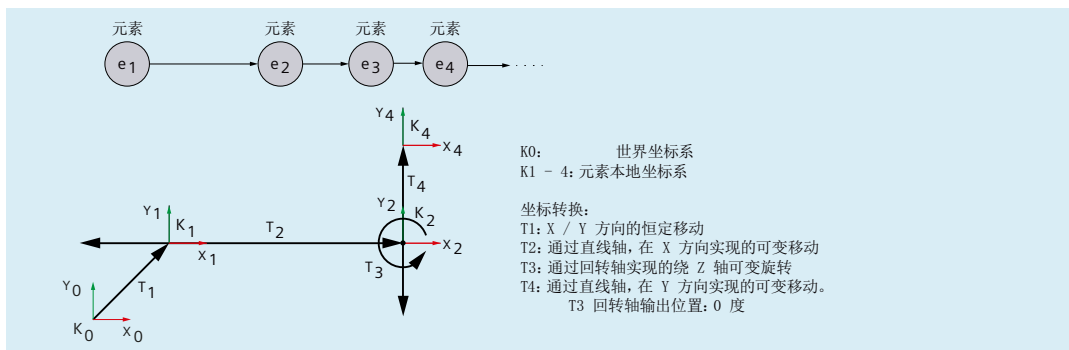 元素 元素 元素 元素
e1 e2 e3 e4 ....
Y4
K4
X4
K0: 世界坐标系
K1 - 4: 元素本地坐标系
T4
坐标转换:
Y1 K1 T2 Y2 K2
T1: X / Y 方向的恒定移动
X1 X2
T2: 通过直线轴, 在 X 方向实现的可变移动
T3
T3: 通过回转轴实现的绕 Z 轴可变旋转
Y0 T1
T4: 通过直线轴, 在 Y 方向实现的可变移动。
T3 回转轴输出位置: 0 度
K0 X0